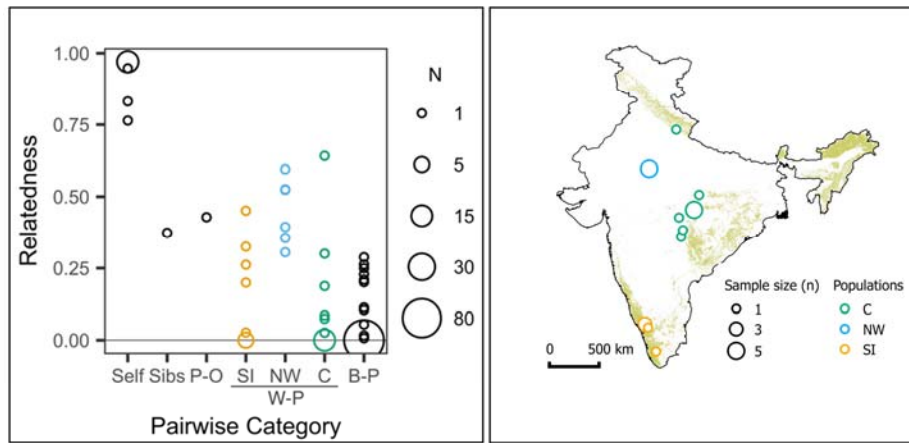 1.00
0.75
0.50
0.25
0.00
Relatedness
Self Sibs P-O SI NW C B-P
W-P
Pairwise Category
N
1
5
15
30
80
0 500 km
Sample size (n)
1
3
5
Populations
C
NW
SI